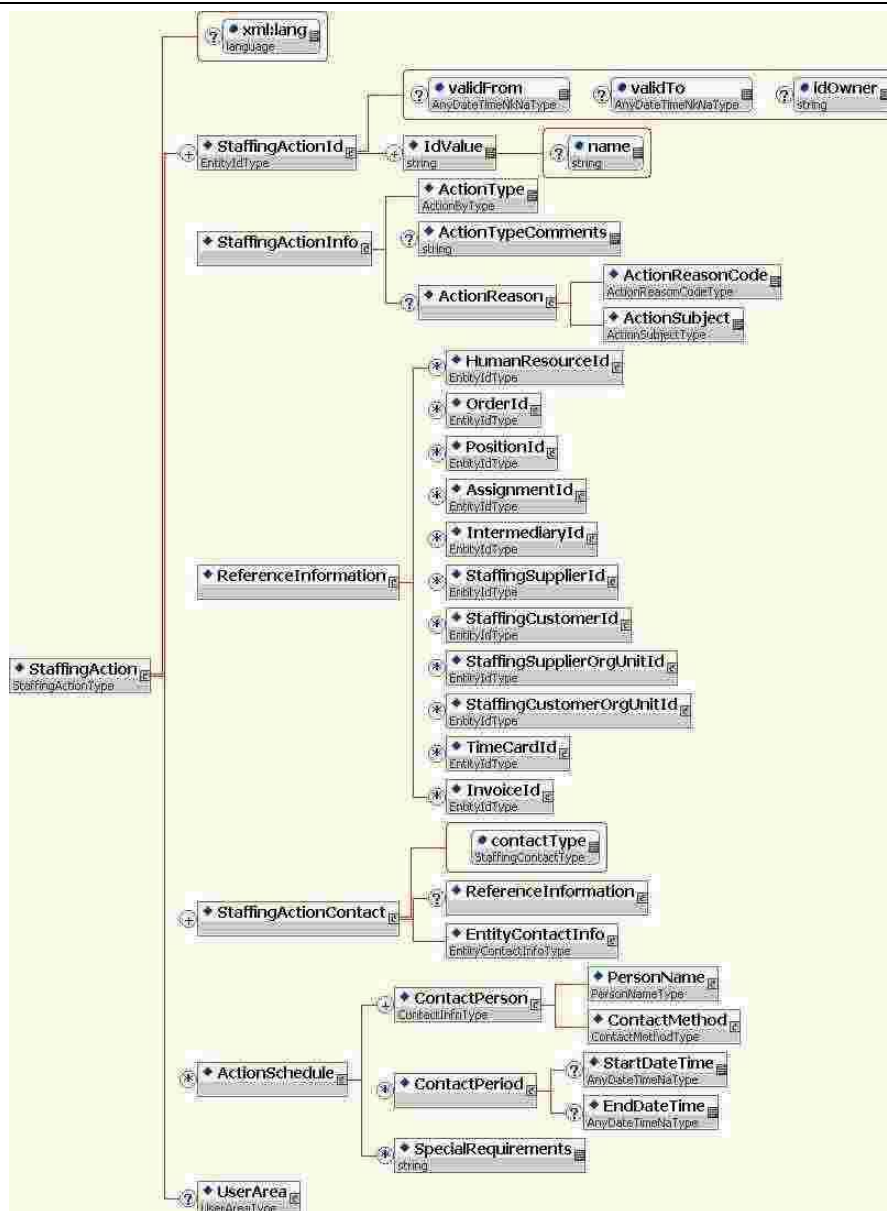 xml:lang
language
validFrom
AnyDateTimeNkNaType
validTo
AnyDateTimeNkNaType
idOwner
string
StaffingActionId
EntityIdType
IdValue
string
name
string
StaffingActionInfo
ActionType
ActionByType
ActionTypeComments
string
ActionReason
ActionReasonCode
ActionReasonCodeType
ActionSubject
ActionSubjectType
ReferenceInformation
HumanResourceId
EntityIdType
OrderId
EntityIdType
PositionId
EntityIdType
AssignmentId
EntityIdType
IntermediaryId
EntityIdType
StaffingSupplierId
EntityIdType
StaffingCustomerId
EntityIdType
StaffingSupplierOrgUnitId
EntityIdType
StaffingCustomerOrgUnitId
EntityIdType
TimeCardId
EntityIdType
InvoiceId
EntityIdType
StaffingAction
StaffingActionType
StaffingActionContact
contactType
StaffingContactType
ReferenceInformation
EntityContactInfo
EntityContactInfoType
ActionSchedule
ContactPerson
ContactInfoType
PersonName
PersonNameType
ContactMethod
ContactMethodType
ContactPeriod
StartDateTime
AnyDateTimeNaType
EndDateTime
AnyDateTimeNaType
SpecialRequirements
string
UserArea
UserAreaType